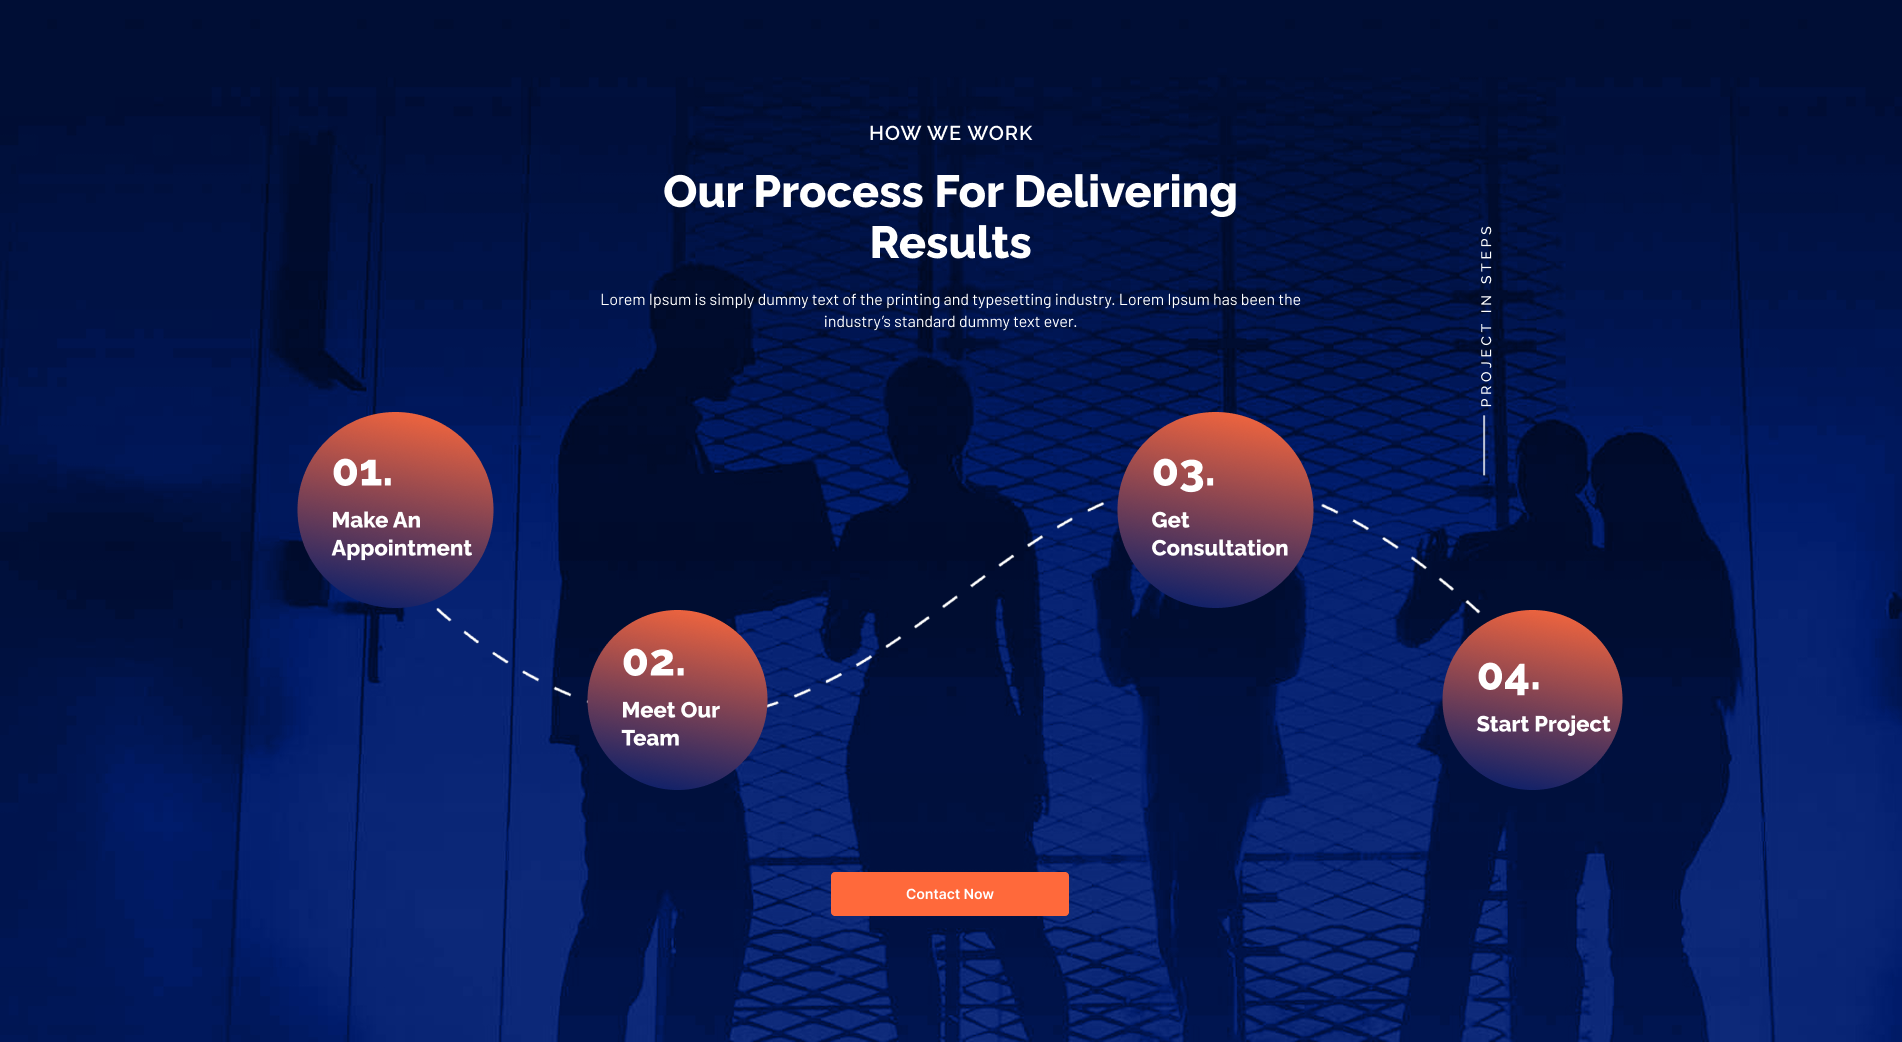 HOW WE WORK
Our Process For Delivering
Results
Lorem Ipsum is simply dummy text of the printing and typesetting industry. Lorem Ipsum has been the
industry’s standard dummy text ever.
PROJECT IN STEPS
01.
Make An
Appointment
02.
Meet Our
Team
03.
Get
Consultation
04.
Start Project
Contact Now